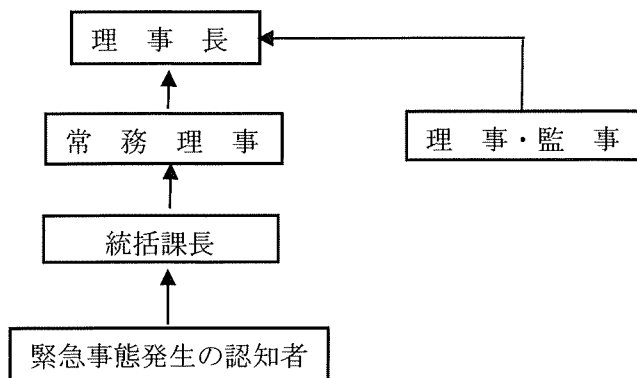 理 事 長
常 務 理 事
理 事・監 事
統括課長
緊急事態発生の認知者